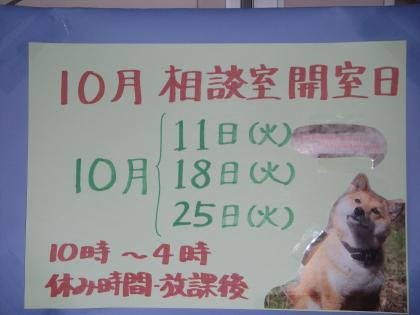 10月 相談室開室日
10月
11日(火)
18日(火)
25日(火)
10時～4時
休み時間・放課後